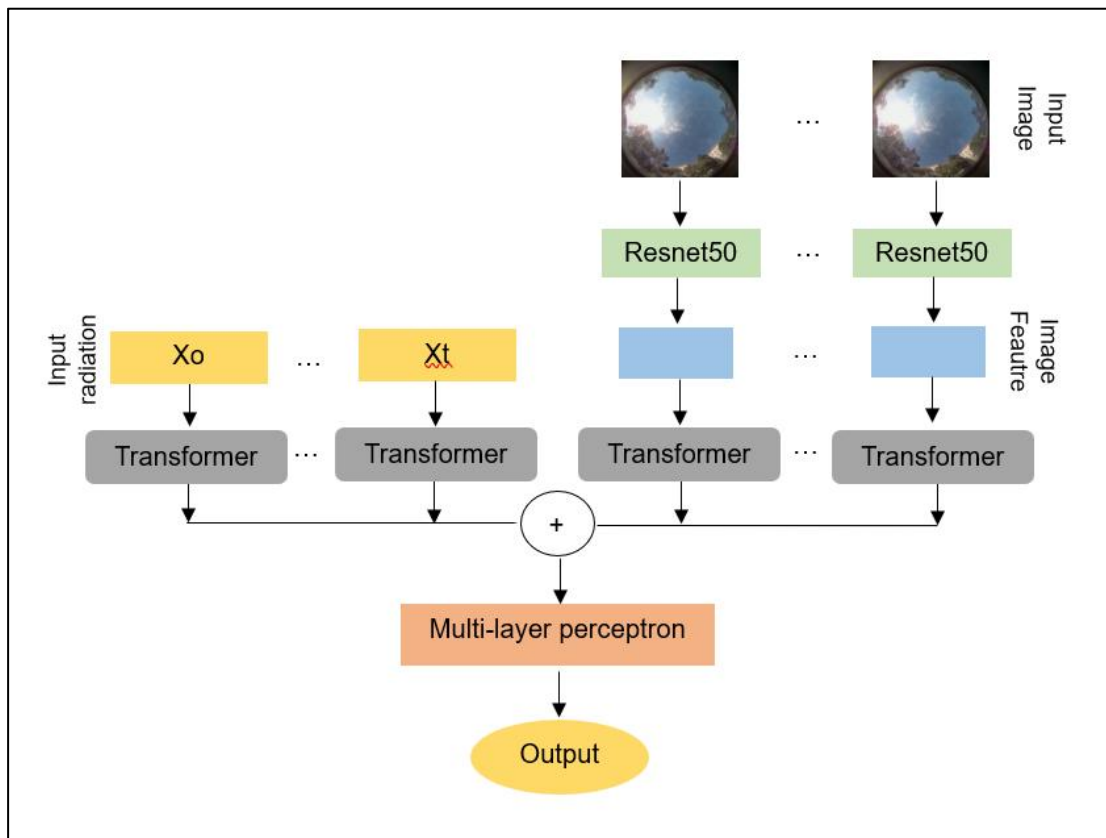 Input
Image
...
Resnet50 ... Resnet50
Input
radiation
Xo ... Xt
...
Image
Feautre
Transformer ... Transformer Transformer ... Transformer
+
Multi-layer perceptron
Output